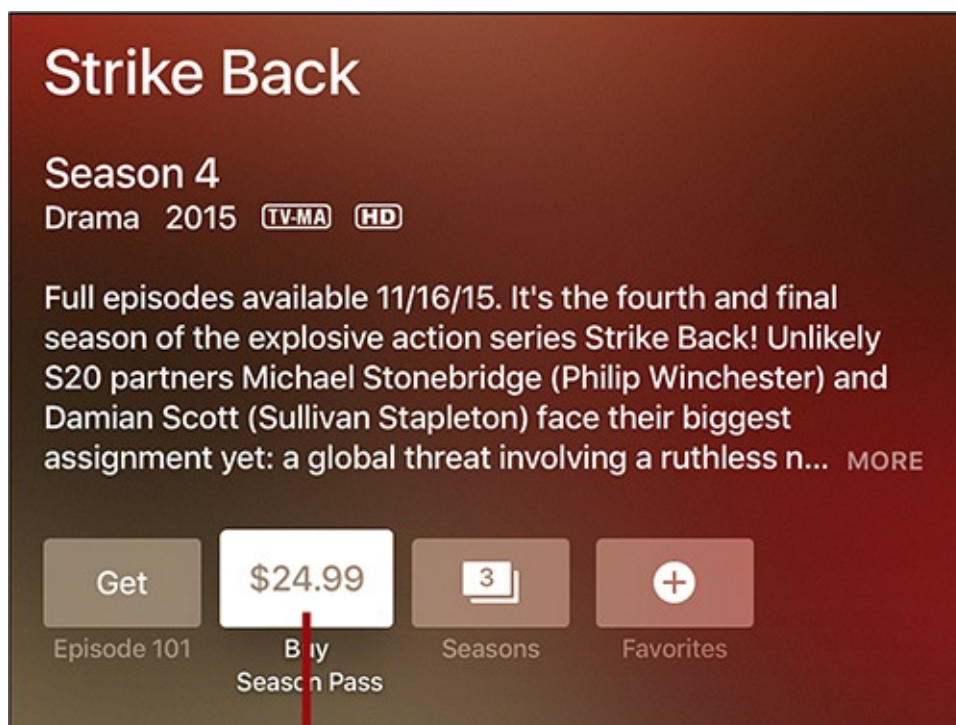 Strike Back
Season 4
Drama 2015 TV-MA HD
Full episodes available 11/16/15. It's the fourth and final
season of the explosive action series Strike Back! Unlikely
S20 partners Michael Stonebridge (Philip Winchester) and
Damian Scott (Sullivan Stapleton) face their biggest
assignment yet: a global threat involving a ruthless n... MORE
Get $24.99 3 +
Episode 101 Buy Seasons Favorites
Season Pass